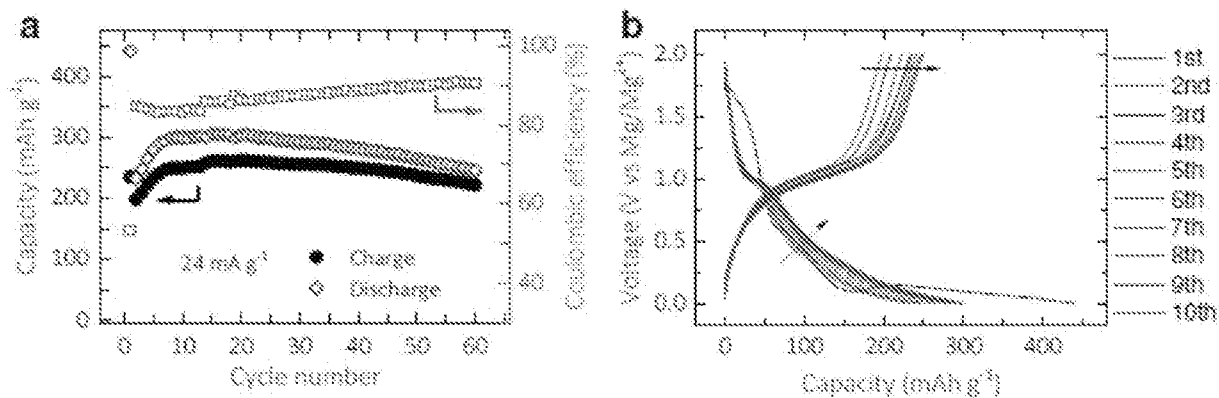 a
Capacity (mAh g⁻¹)
400
300
250
200
100
0
24 mA g⁻¹
Charge
Discharge
0 10 20 30 40 50 60
Cycle number
100
80
60
40
Coulombic efficiency (%)
b
Voltage (V vs Mg/Mg²⁺)
2.0
1.5
1.0
0.5
0.0
0 100 200 300 400
Capacity (mAh g⁻¹)
1st
2nd
3rd
4th
5th
6th
7th
8th
9th
10th